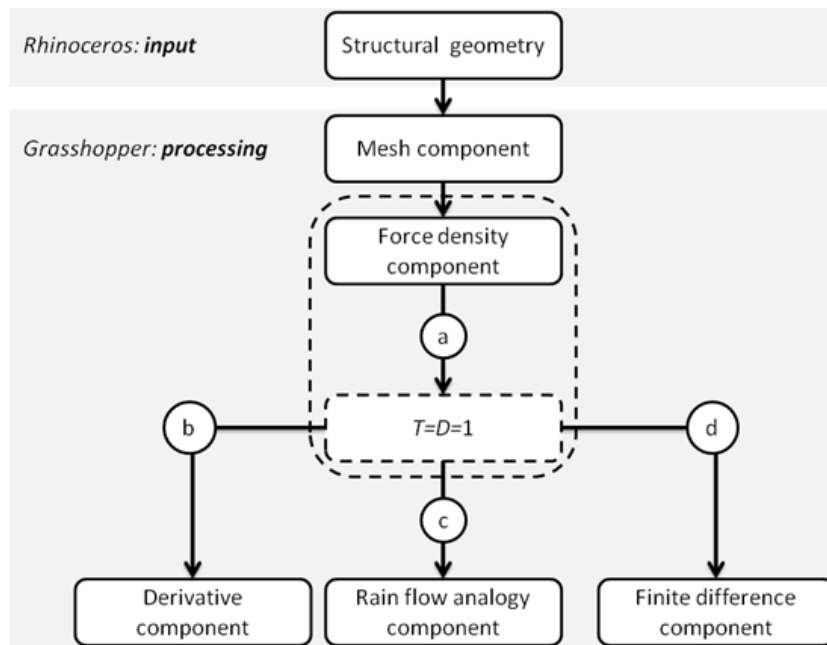 Rhinoceros: input
Structural geometry
Grasshopper: processing
Mesh component
Force density
component
a
b
T=D=1
d
c
Derivative
component
Rain flow analogy
component
Finite difference
component